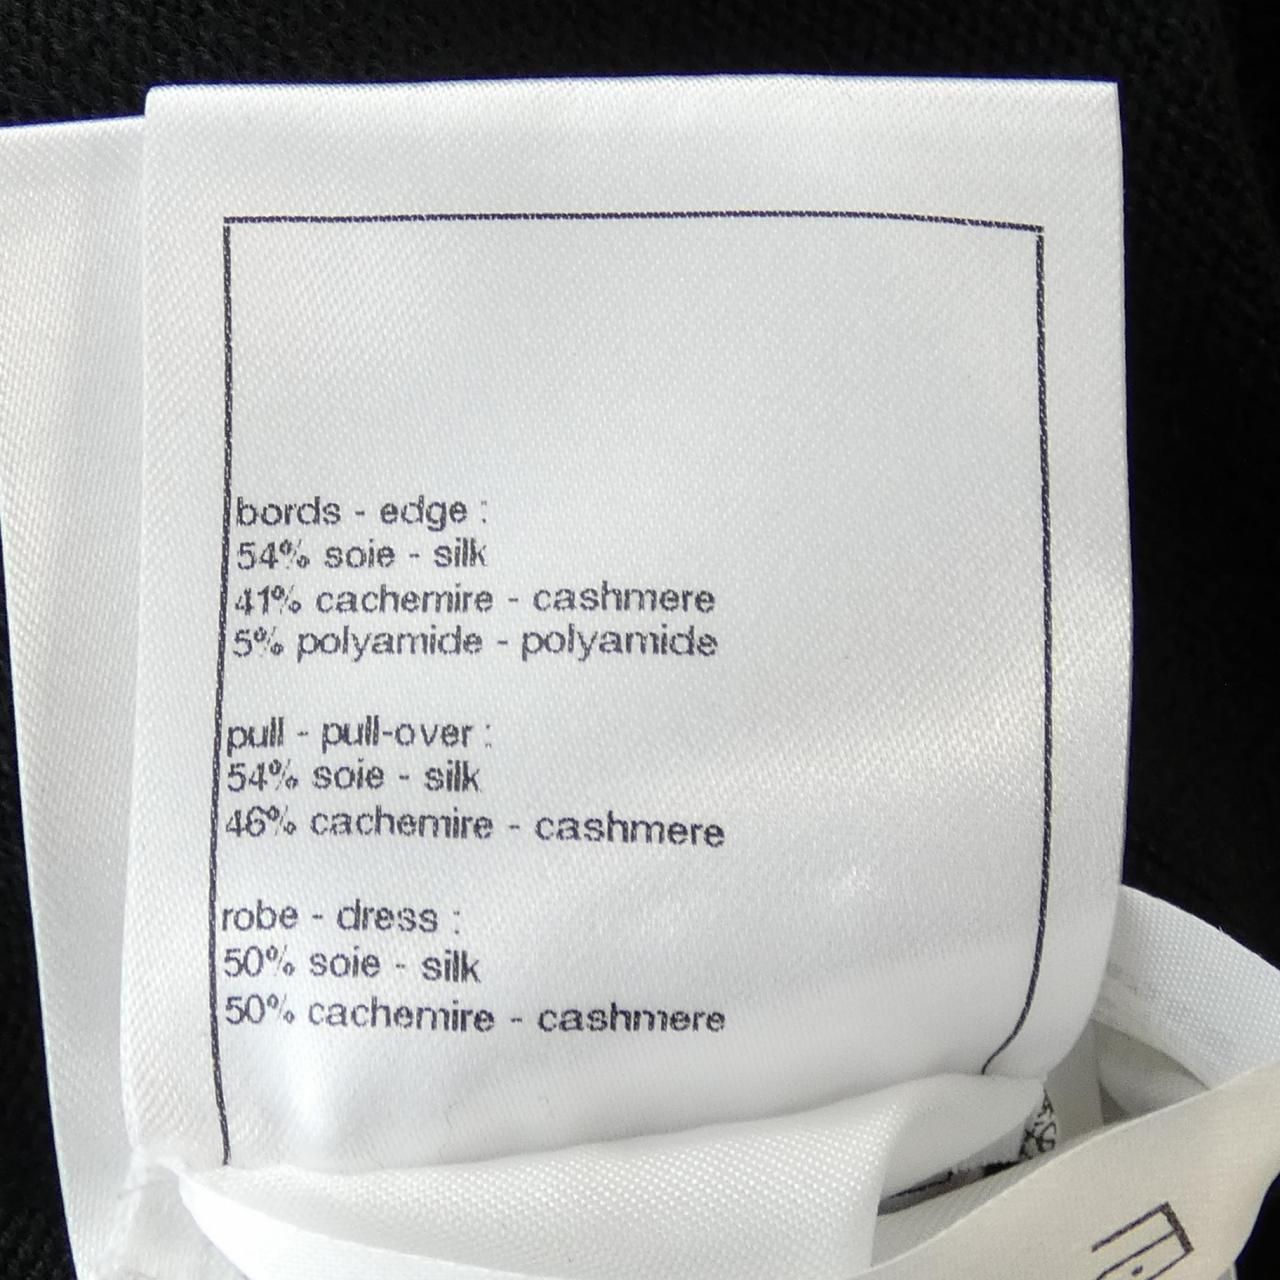 bords - edge :
54% soie - silk
41% cachemire - cashmere
5% polyamide - polyamide
pull - pull-over :
54% soie - silk
46% cachemire - cashmere
robe - dress :
50% soie - silk
50% cachemire - cashmere